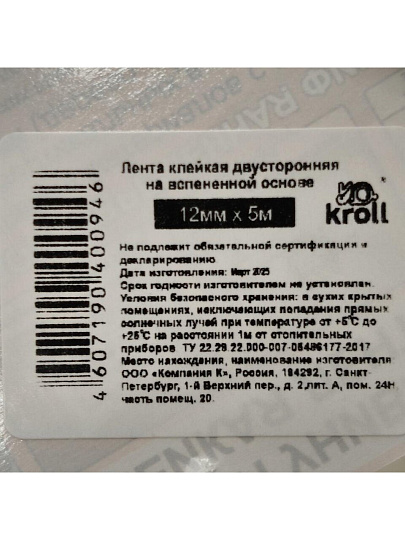 Лента клейкая двусторонняя
на вспененной основе
12мм x 5м
kroll
Не подлежит обязательной сертификации и
декларированию
Дата изготовления: Март 2025
Срок годности изготовителем не установлен.
Условия безопасного хранения: в сухих крытых
помещениях, исключающих попадания прямых
солнечных лучей при температуре от +5°С до
+25°С на расстоянии 1м от отопительных
приборов ТУ 22.29.22.000-007-05486177-2017
Место нахождения, наименование изготовителя
ООО «Компания К», Россия, 194292, г. Санкт-
Петербург, 1-й Верхний пер., д. 2,лит. А, пом. 24Н
часть помещ. 20.
4607190400946